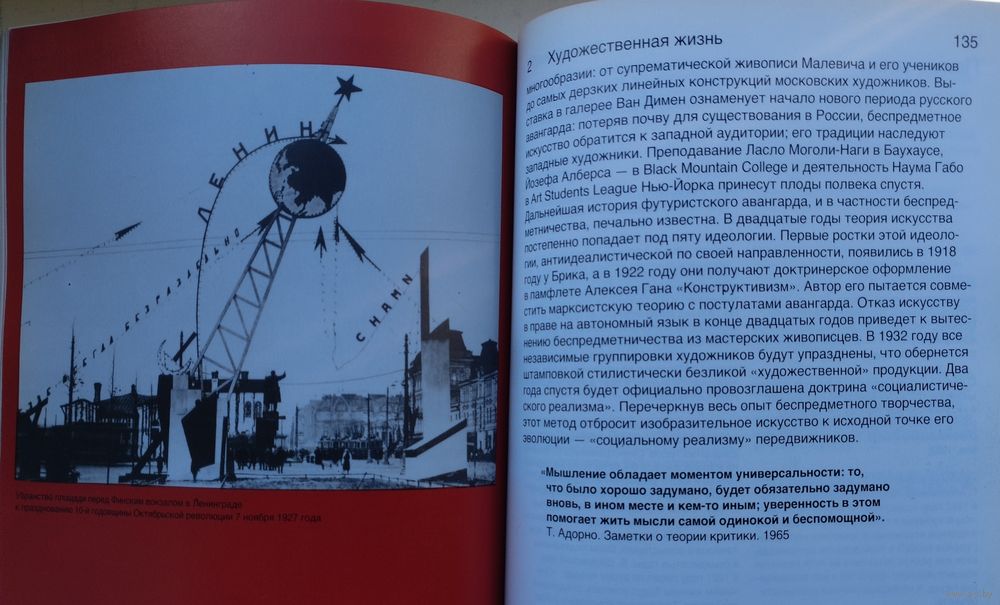 ЛЕНИН
ВСЕГДА БЕЗРАЗДЕЛЬНО
С НАМИ
Убранство площади перед Финским вокзалом в Ленинграде
к празднованию 10-й годовщины Октябрьской революции 7 ноября 1927 года
2 Художественная жизнь 135
многообразии: от супрематической живописи Малевича и его учеников
до самых дерзких линейных конструкций московских художников. Вы-
ставка в галерее Ван Димен ознаменует начало нового периода русского
авангарда: потеряв почву для существования в России, беспредметное
искусство обратится к западной аудитории; его традиции наследуют
западные художники. Преподавание Ласло Моголи-Наги в Баухаусе,
Йозефа Алберса — в Black Mountain College и деятельность Наума Габо
в Art Students League Нью-Йорка принесут плоды полвека спустя.
Дальнейшая история футуристского авангарда, и в частности беспред-
метничества, печально известна. В двадцатые годы теория искусства
постепенно попадает под пяту идеологии. Первые ростки этой идеоло-
гии, антиидеалистической по своей направленности, появились в 1918
году у Брика, а в 1922 году они получают доктринерское оформление
в памфлете Алексея Гана «Конструктивизм». Автор его пытается совме-
стить марксистскую теорию с постулатами авангарда. Отказ искусству
в праве на автономный язык в конце двадцатых годов приведет к вытес-
нению беспредметничества из мастерских живописцев. В 1932 году все
независимые группировки художников будут упразднены, что обернется
штамповкой стилистически безликой «художественной» продукции. Два
года спустя будет официально провозглашена доктрина «социалистиче-
ского реализма». Перечеркнув весь опыт беспредметного творчества,
этот метод отбросит изобразительное искусство к исходной точке его
эволюции — «социальному реализму» передвижников.
«Мышление обладает моментом универсальности: то,
что было хорошо задумано, будет обязательно задумано
вновь, в ином месте и кем-то иным; уверенность в этом
помогает жить мысли самой одинокой и беспомощной».
Т. Адорно. Заметки о теории критики. 1965